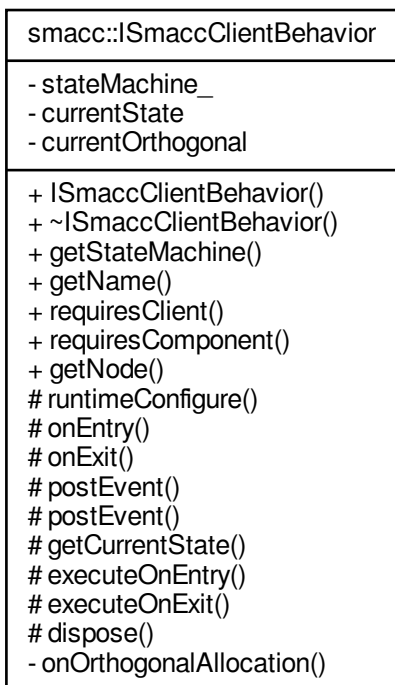 smacc::ISmaccClientBehavior
- stateMachine_
- currentState
- currentOrthogonal
+ ISmaccClientBehavior()
+ ~ISmaccClientBehavior()
+ getStateMachine()
+ getName()
+ requiresClient()
+ requiresComponent()
+ getNode()
# runtimeConfigure()
# onEntry()
# onExit()
# postEvent()
# postEvent()
# getCurrentState()
# executeOnEntry()
# executeOnExit()
# dispose()
- onOrthogonalAllocation()